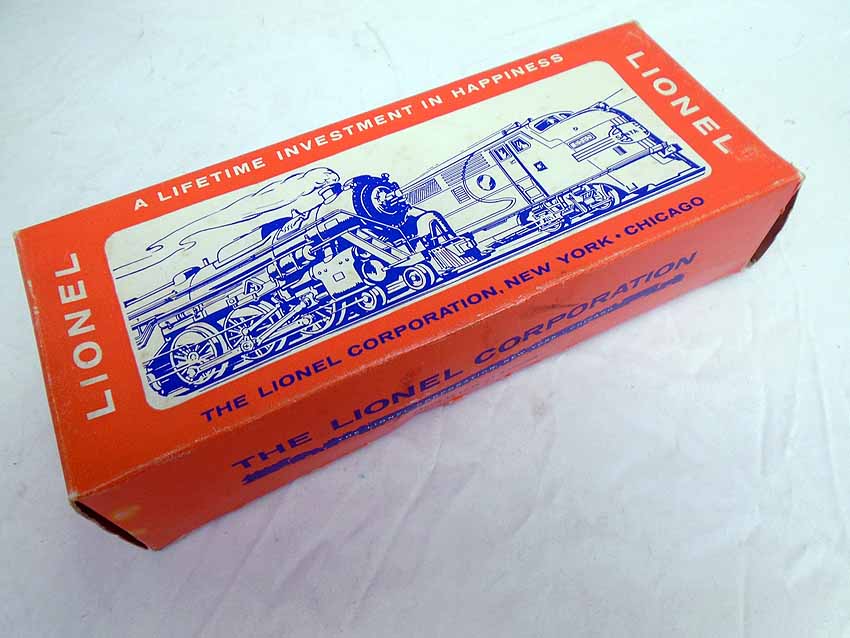 A LIFETIME INVESTMENT IN HAPPINESS
LIONEL
LIONEL
THE LIONEL CORPORATION, NEW YORK • CHICAGO
THE LIONEL CORPORATION